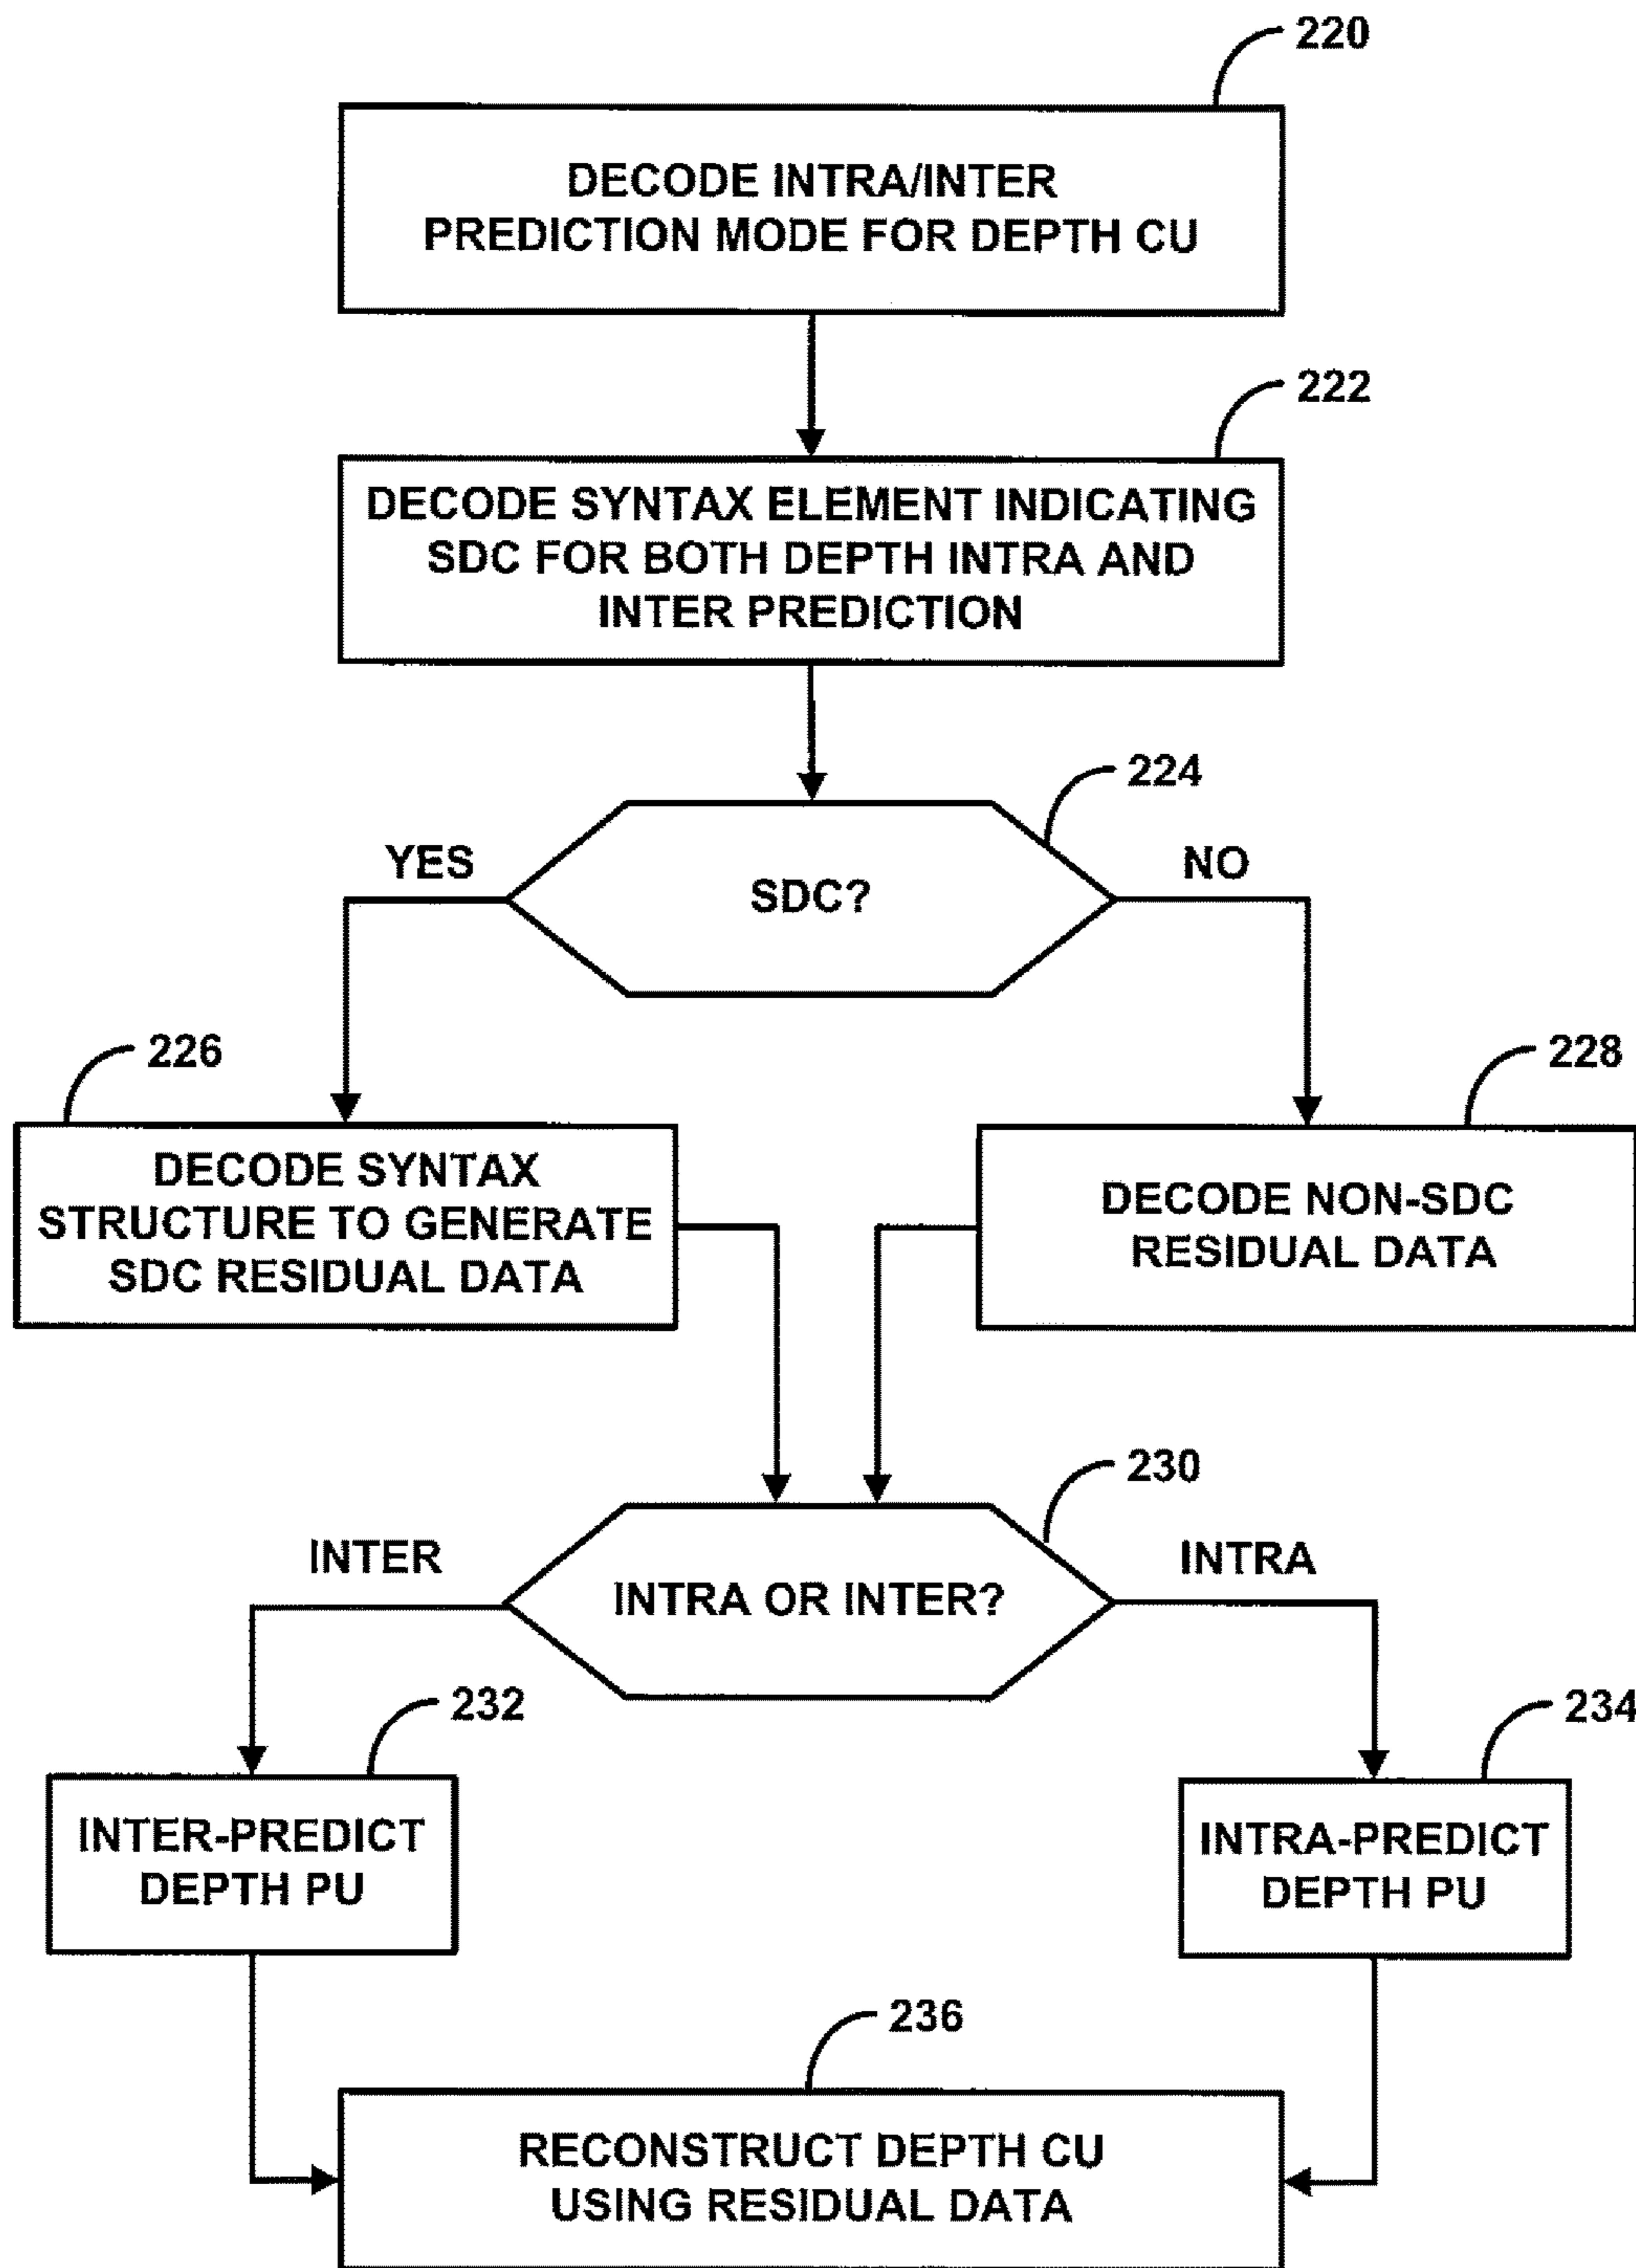 220
DECODE INTRA/INTER
PREDICTION MODE FOR DEPTH CU
222
DECODE SYNTAX ELEMENT INDICATING
SDC FOR BOTH DEPTH INTRA AND
INTER PREDICTION
224
YES
SDC?
NO
226
DECODE SYNTAX
STRUCTURE TO GENERATE
SDC RESIDUAL DATA
228
DECODE NON-SDC
RESIDUAL DATA
230
INTER
INTRA OR INTER?
INTRA
232
INTER-PREDICT
DEPTH PU
234
INTRA-PREDICT
DEPTH PU
236
RECONSTRUCT DEPTH CU
USING RESIDUAL DATA